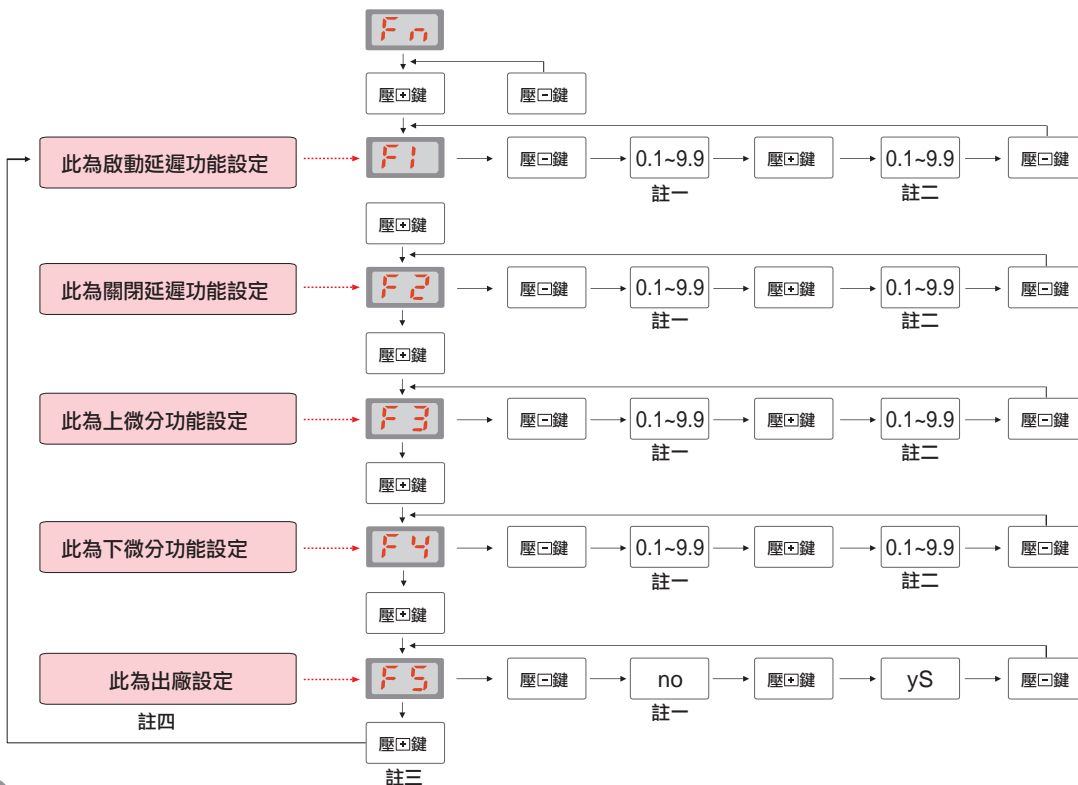 Fn
壓+鍵
壓-鍵
此為啟動延遲功能設定
F1
壓-鍵
0.1~9.9
壓+鍵
0.1~9.9
壓-鍵
註一
註二
壓+鍵
此為關閉延遲功能設定
F2
壓-鍵
0.1~9.9
壓+鍵
0.1~9.9
壓-鍵
註一
註二
壓+鍵
此為上微分功能設定
F3
壓-鍵
0.1~9.9
壓+鍵
0.1~9.9
壓-鍵
註一
註二
壓+鍵
此為下微分功能設定
F4
壓-鍵
0.1~9.9
壓+鍵
0.1~9.9
壓-鍵
註一
註二
壓+鍵
此為出廠設定
F5
壓-鍵
no
壓+鍵
yS
壓-鍵
註四
註一
壓+鍵
註三